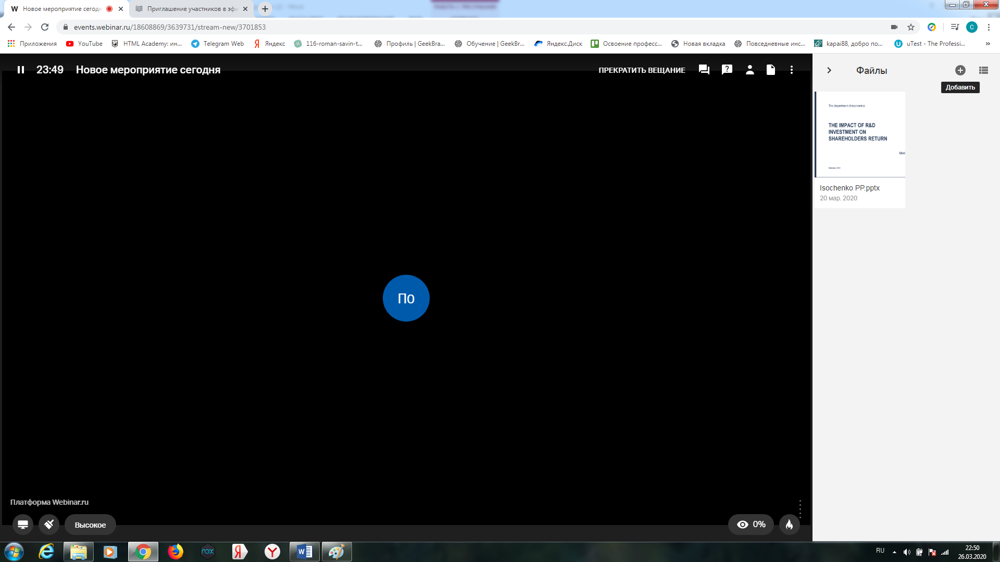 W Новое мероприятие сегодн
Приглашение участников в эфи
events.webinar.ru/18608869/3639731/stream-new/3701853
C
Приложения YouTube HTML Academy: ин... Telegram Web Яндекс 116-roman-savin-t... Профиль | GeekBra... Обучение | GeekBr... Яндекс.Диск Освоение професс... Новая вкладка Повседневные инс... kapai88, добро по... uTest - The Professi... »
23:49 Новое мероприятие сегодня
ПРЕКРАТИТЬ ВЕЩАНИЕ
Файлы
Добавить
The department of economics
THE IMPACT OF R&D
INVESTMENT ON
SHAREHOLDERS RETURN
Mari
Moscow, 2020
Isochenko PP.pptx
20 мар. 2020
По
Платформа Webinar.ru
Высокое
0%
nox
RU
22:50
26.03.2020